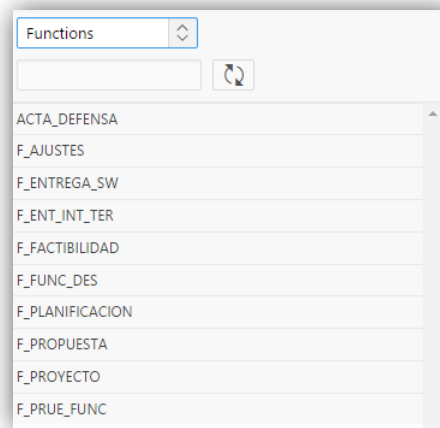 Functions
ACTA_DEFENSA
F_AJUSTES
F_ENTREGA_SW
F_ENT_INT_TER
F_FACTIBILIDAD
F_FUNC_DES
F_PLANIFICACION
F_PROPUESTA
F_PROYECTO
F_PRUE_FUNC